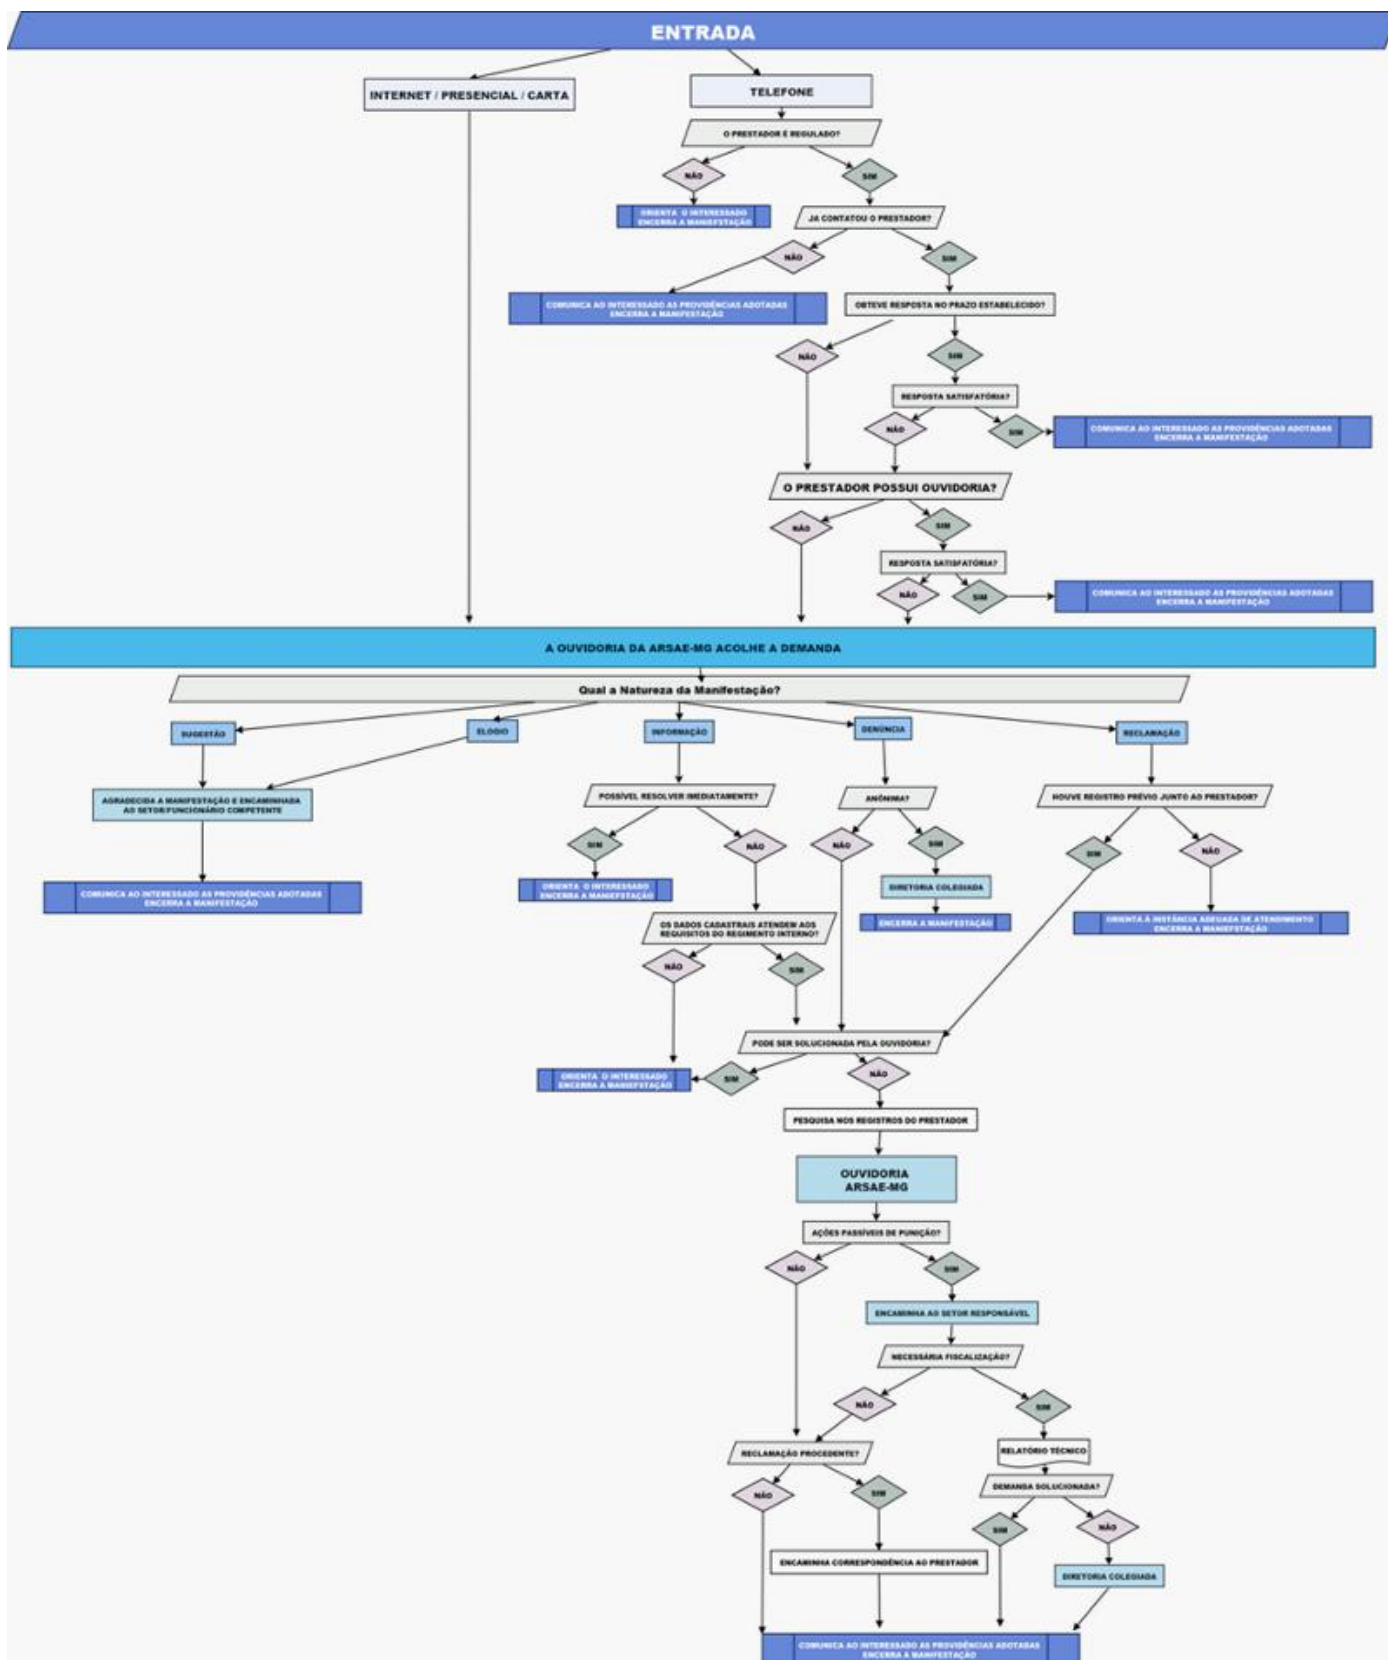 ENTRADA
INTERNET / PRESENCIAL / CARTA
TELEFONE
O PRESTADOR É REGULADO?
NÃO
SIM
ORIENTA O INTERESSADO
ENCERRA A MANIEFSTAÇÃO
JA CONTATOU O PRESTADOR?
NÃO
SIM
COMUNICA AO INTERESSADO AS PROVIDÊNCIAS ADOTADAS
ENCERRA A MANIFESTAÇÃO
OBTEVE RESPOSTA NO PRAZO ESTABELECIDO?
NÃO
SIM
RESPOSTA SATISFATÓRIA?
NÃO
SIM
COMUNICA AO INTERESSADO AS PROVIDÊNCIAS ADOTADAS
ENCERRA A MANIFESTAÇÃO
O PRESTADOR POSSUI OUVIDORIA?
NÃO
SIM
RESPOSTA SATISFATÓRIA?
NÃO
SIM
COMUNICA AO INTERESSADO AS PROVIDÊNCIAS ADOTADAS
ENCERRA A MANIFESTAÇÃO
A OUVIDORIA DA ARSAE-MG ACOLHE A DEMANDA
Qual a Natureza da Manifestação?
SUGESTÃO
ELOGIO
INFORMAÇÃO
DENÚNCIA
RECLAMAÇÃO
AGRADECIDA A MANIFESTAÇÃO E ENCAMINHADA
AO SETOR/FUNCIONÁRIO COMPETENTE
POSSÍVEL RESOLVER IMEDIATAMENTE?
ANÔNIMA?
HOUVE REGISTRO PRÉVIO JUNTO AO PRESTADOR?
SIM
NÃO
NÃO
SIM
SIM
NÃO
COMUNICA AO INTERESSADO AS PROVIDÊNCIAS ADOTADAS
ENCERRA A MANIFESTAÇÃO
ORIENTA O INTERESSADO
ENCERRA A MANIEFSTAÇÃO
DIRETORIA COLEGIADA
ENCERRA A MANIFESTAÇÃO
ORIENTA À INSTÂNCIA ADEQUADA DE ATENDIMENTO
ENCERRA A MANIEFSTAÇÃO
OS DADOS CADASTRAIS ATENDEM AOS
REQUISITOS DO REGIMENTO INTERNO?
NÃO
SIM
PODE SER SOLUCIONADA PELA OUVIDORIA?
ORIENTA O INTERESSADO
ENCERRA A MANIEFSTAÇÃO
SIM
NÃO
PESQUISA NOS REGISTROS DO PRESTADOR
OUVIDORIA
ARSAE-MG
AÇÕES PASSÍVEIS DE PUNIÇÃO?
NÃO
SIM
ENCAMINHA AO SETOR RESPONSÁVEL
NECESSÁRIA FISCALIZAÇÃO?
NÃO
SIM
RECLAMAÇÃO PROCEDENTE?
RELATÓRIO TÉCNICO
NÃO
SIM
DEMANDA SOLUCIONADA?
SIM
NÃO
ENCAMINHA CORRESPONDÊNCIA AO PRESTADOR
DIRETORIA COLEGIADA
COMUNICA AO INTERESSADO AS PROVIDÊNCIAS ADOTADAS
ENCERRA A MANIFESTAÇÃO